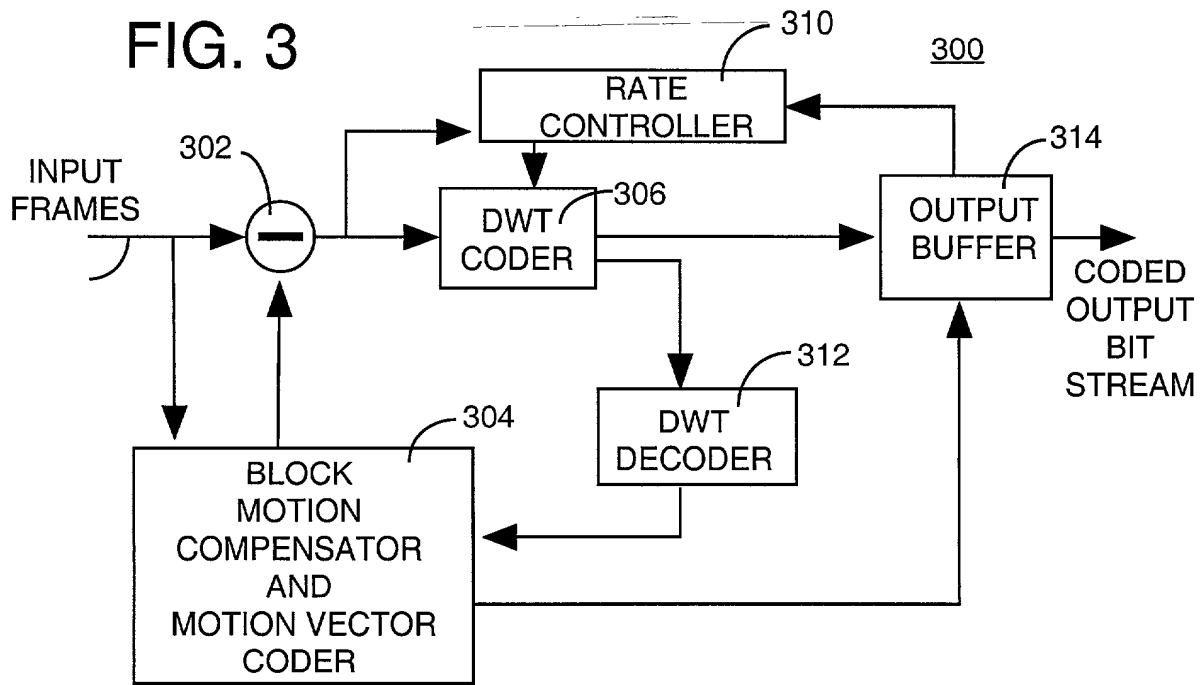 FIG. 3
310
300
RATE
CONTROLLER
302
314
INPUT
FRAMES
306
DWT
CODER
OUTPUT
BUFFER
CODED
OUTPUT
BIT
STREAM
312
DWT
DECODER
304
BLOCK
MOTION
COMPENSATOR
AND
MOTION VECTOR
CODER